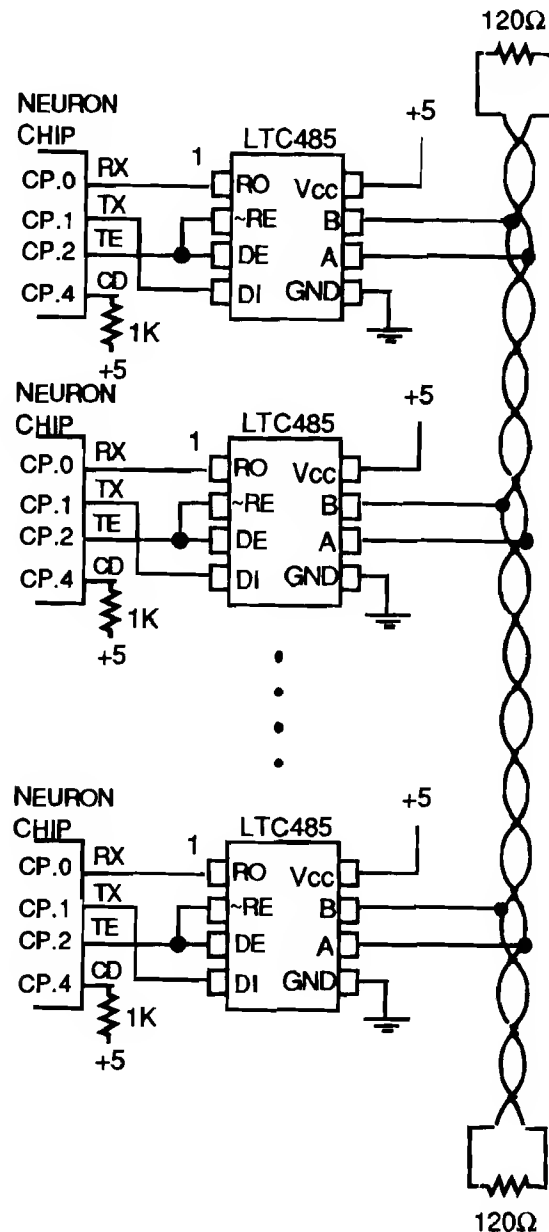 120Ω
NEURON
CHIP
+5
LTC485
CP.0 RX 1 RO Vcc
CP.1 TX ~RE B
CP.2 TE DE A
CP.4 CD DI GND
1K
+5
NEURON
CHIP
+5
LTC485
CP.0 RX 1 RO Vcc
CP.1 TX ~RE B
CP.2 TE DE A
CP.4 CD DI GND
1K
+5
NEURON
CHIP
+5
LTC485
CP.0 RX 1 RO Vcc
CP.1 TX ~RE B
CP.2 TE DE A
CP.4 CD DI GND
1K
+5
120Ω